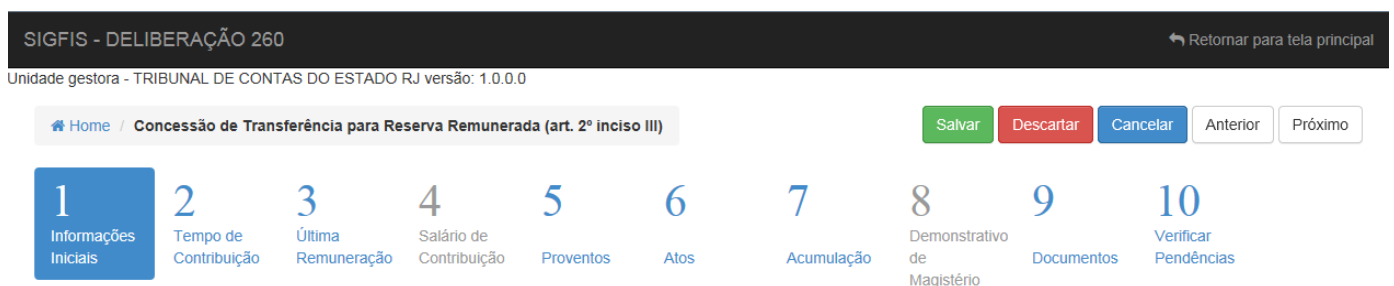 SIGFIS - DELIBERAÇÃO 260
Retornar para tela principal
Unidade gestora - TRIBUNAL DE CONTAS DO ESTADO RJ versão: 1.0.0.0
Home / Concessão de Transferência para Reserva Remunerada (art. 2º inciso III)
Salvar Descartar Cancelar Anterior Próximo
1
Informações
Iniciais
2
Tempo de
Contribuição
3
Última
Remuneração
4
Salário de
Contribuição
5
Proventos
6
Atos
7
Acumulação
8
Demonstrativo
de
Magistério
9
Documentos
10
Verificar
Pendências